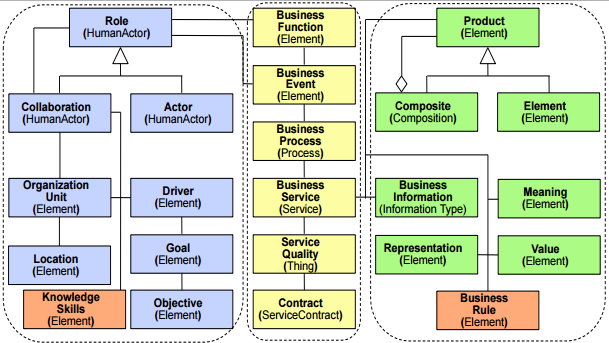 Role
(HumanActor)
Collaboration
(HumanActor)
Actor
(HumanActor)
Organization
Unit
(Element)
Driver
(Element)
Location
(Element)
Goal
(Element)
Knowledge
Skills
(Element)
Objective
(Element)
Business
Function
(Element)
Business
Event
(Element)
Business
Process
(Process)
Business
Service
(Service)
Service
Quality
(Thing)
Contract
(ServiceContract)
Product
(Element)
Composite
(Composition)
Element
(Element)
Business
Information
(Information Type)
Meaning
(Element)
Representation
(Element)
Value
(Element)
Business
Rule
(Element)